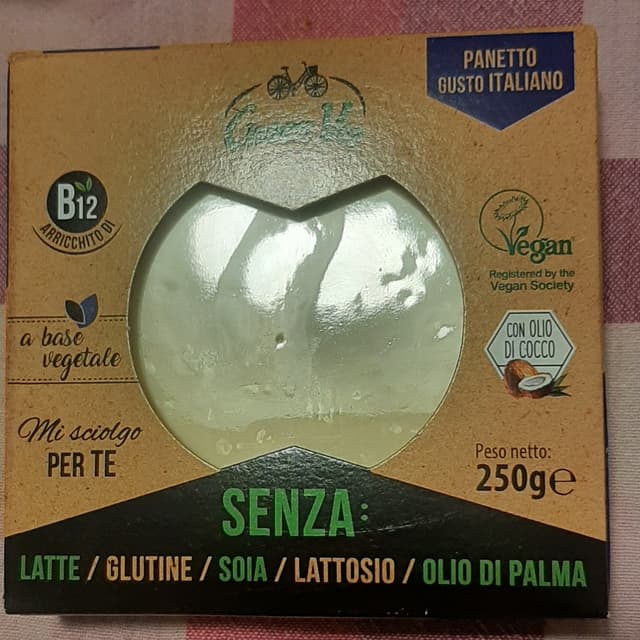 PANETTO
GUSTO ITALIANO
B12
ARRICCHITO DI
Vegan
Registered by the
Vegan Society
a base
vegetale
CON OLIO
DI COCCO
Mi sciolgo
PER TE
Peso netto:
250g℮
SENZA:
LATTE / GLUTINE / SOIA / LATTOSIO / OLIO DI PALMA